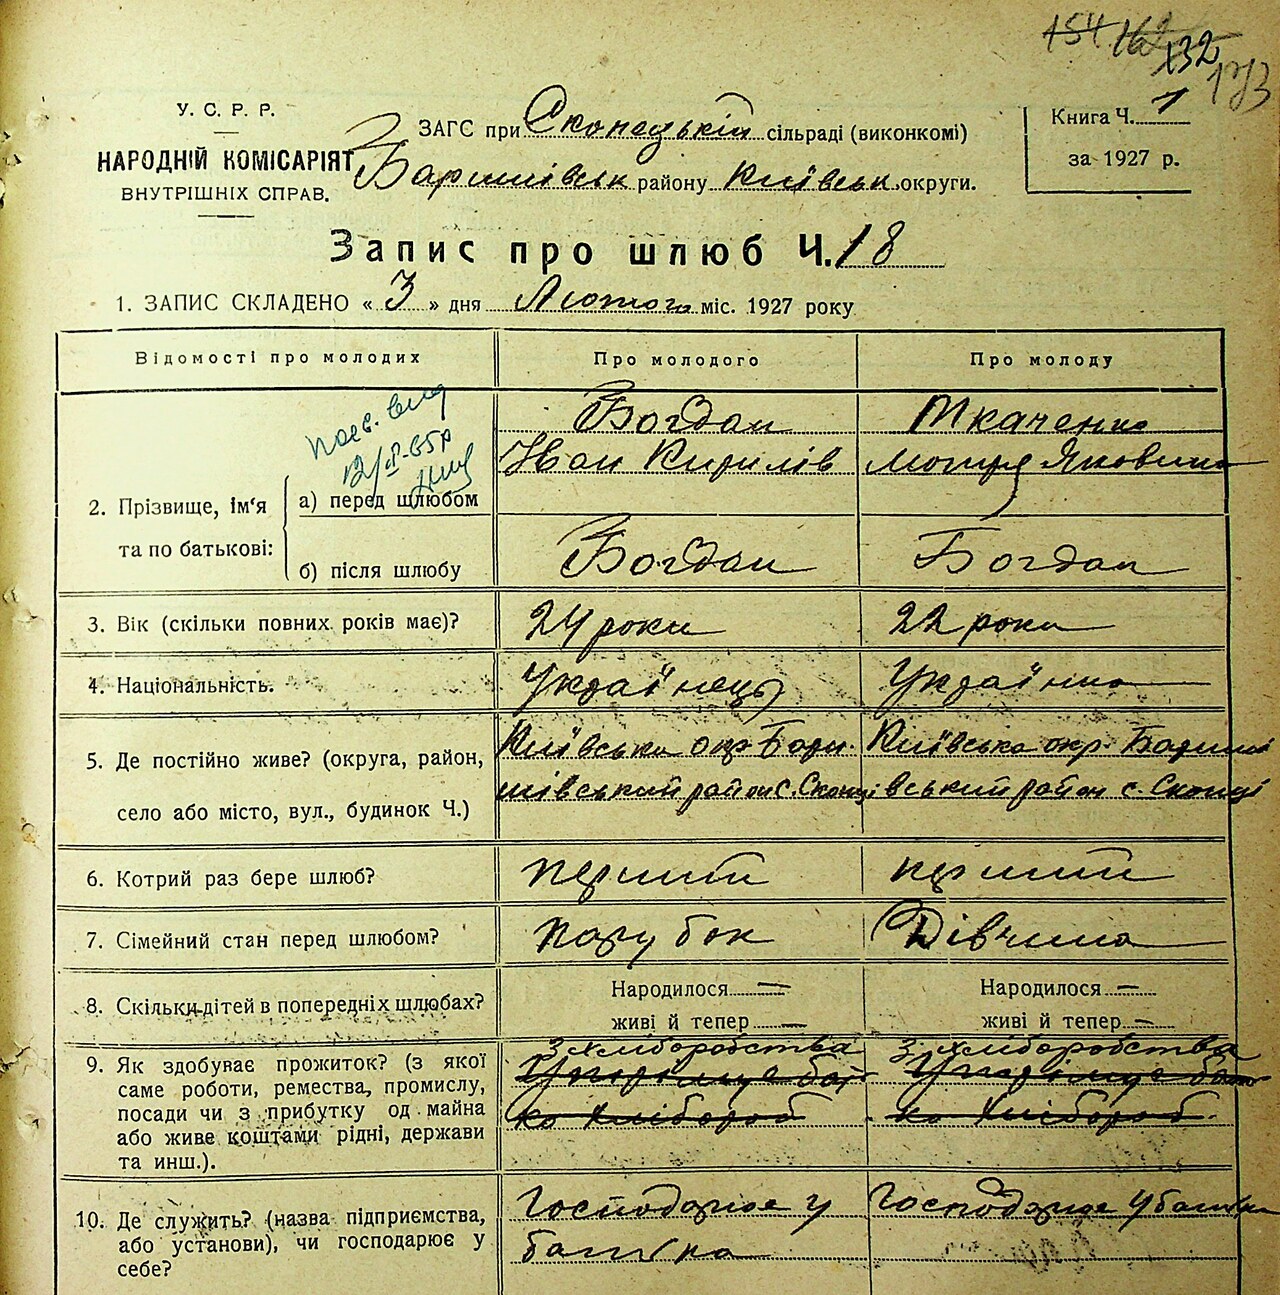 154 162 132
173
У. С. Р. Р.
НАРОДНІЙ КОМІСАРІЯТ
ВНУТРІШНІХ СПРАВ.
ЗАГС при Скопецькій сільраді (виконкомі)
Баришівськ району Київськ округи.
Книга Ч. 1
за 1927 р.
Запис про шлюб Ч. 18
1. ЗАПИС СКЛАДЕНО « 3 » дня Лютого міс. 1927 року
Відомості про молодих Про молодого Про молоду
2. Прізвище, ім‘я та по батькові:
а) перед шлюбом
Богдан
Іван Кирилів
Ткаченко
Мотря Яковина
б) після шлюбу Богдан Богдан
3. Вік (скільки повних років має)? 24 роки 22 роки
4. Національність. Українець Українка
5. Де постійно живе? (округа, район,
село або місто, вул., будинок Ч.)
Київська окр. Бари-
шівський район с. Скопці
Київська окр. Бариші
вський район с. Скопці
6. Котрий раз бере шлюб? перший перший
7. Сімейний стан перед шлюбом? парубок Дівчина
8. Скільки дітей в попередніх шлюбах?
Народилося —
живі й тепер —
Народилося —
живі й тепер —
9. Як здобуває прожиток? (з якої
саме роботи, ремества, промислу,
посади чи з прибутку од майна
або живе коштами рідні, держави
та инш.).
З хліборобства
ко хлібороб
З хліборобства
ко хлібороб
10. Де служить? (назва підприємства,
або установи), чи господарює у
себе?
Господарює у
батька
Господарює у батька